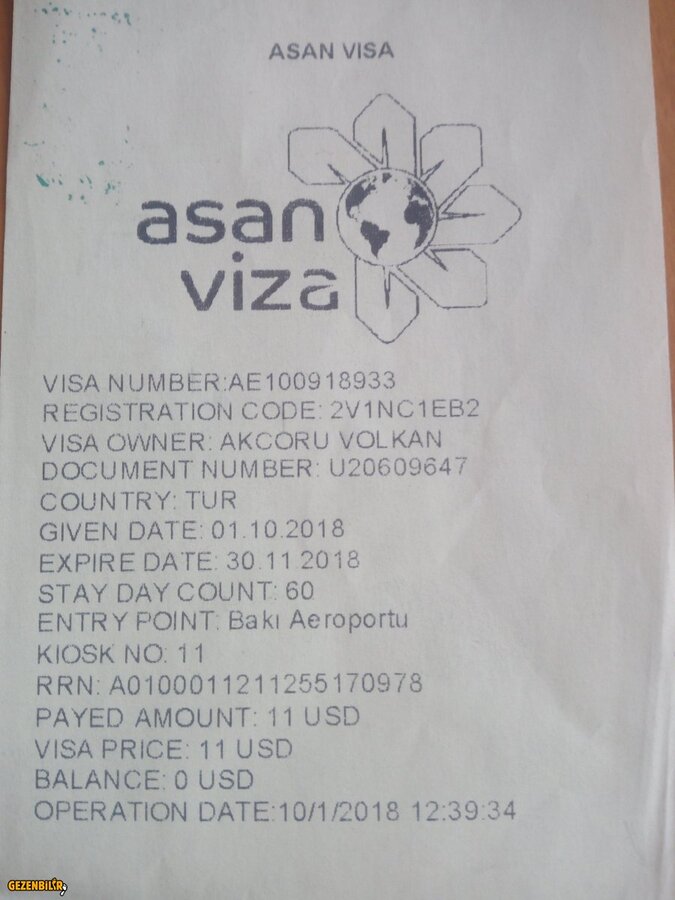 ASAN VISA
asan
viza
VISA NUMBER:AE100918933
REGISTRATION CODE: 2V1NC1EB2
VISA OWNER: AKCORU VOLKAN
DOCUMENT NUMBER: U20609647
COUNTRY: TUR
GIVEN DATE: 01.10.2018
EXPIRE DATE: 30.11.2018
STAY DAY COUNT: 60
ENTRY POINT: Bakı Aeroportu
KIOSK NO: 11
RRN: A0100011211255170978
PAYED AMOUNT: 11 USD
VISA PRICE: 11 USD
BALANCE: 0 USD
OPERATION DATE:10/1/2018 12:39:34
GEZENBİLİR